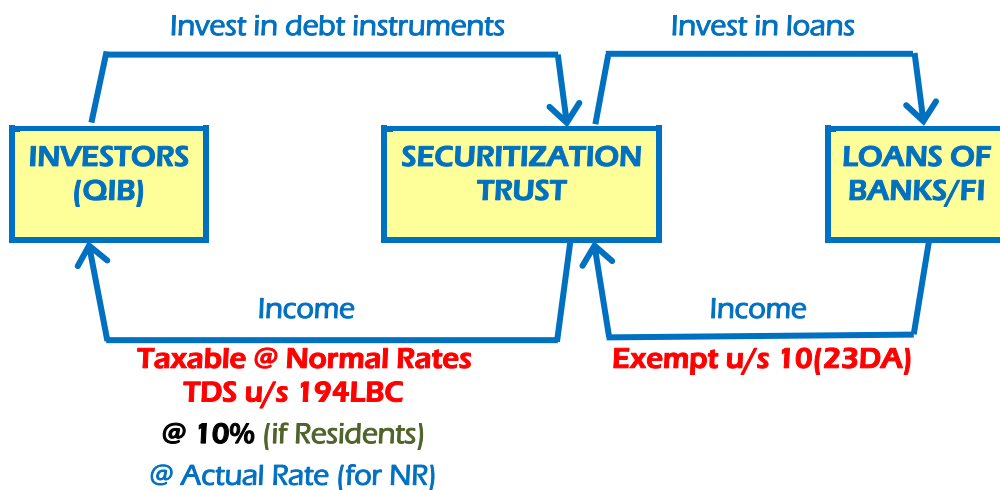 Invest in debt instruments
Invest in loans
INVESTORS
(QIB)
SECURITIZATION
TRUST
LOANS OF
BANKS/FI
Income
Income
Taxable @ Normal Rates
TDS u/s 194LBC
@ 10% (if Residents)
@ Actual Rate (for NR)
Exempt u/s 10(23DA)